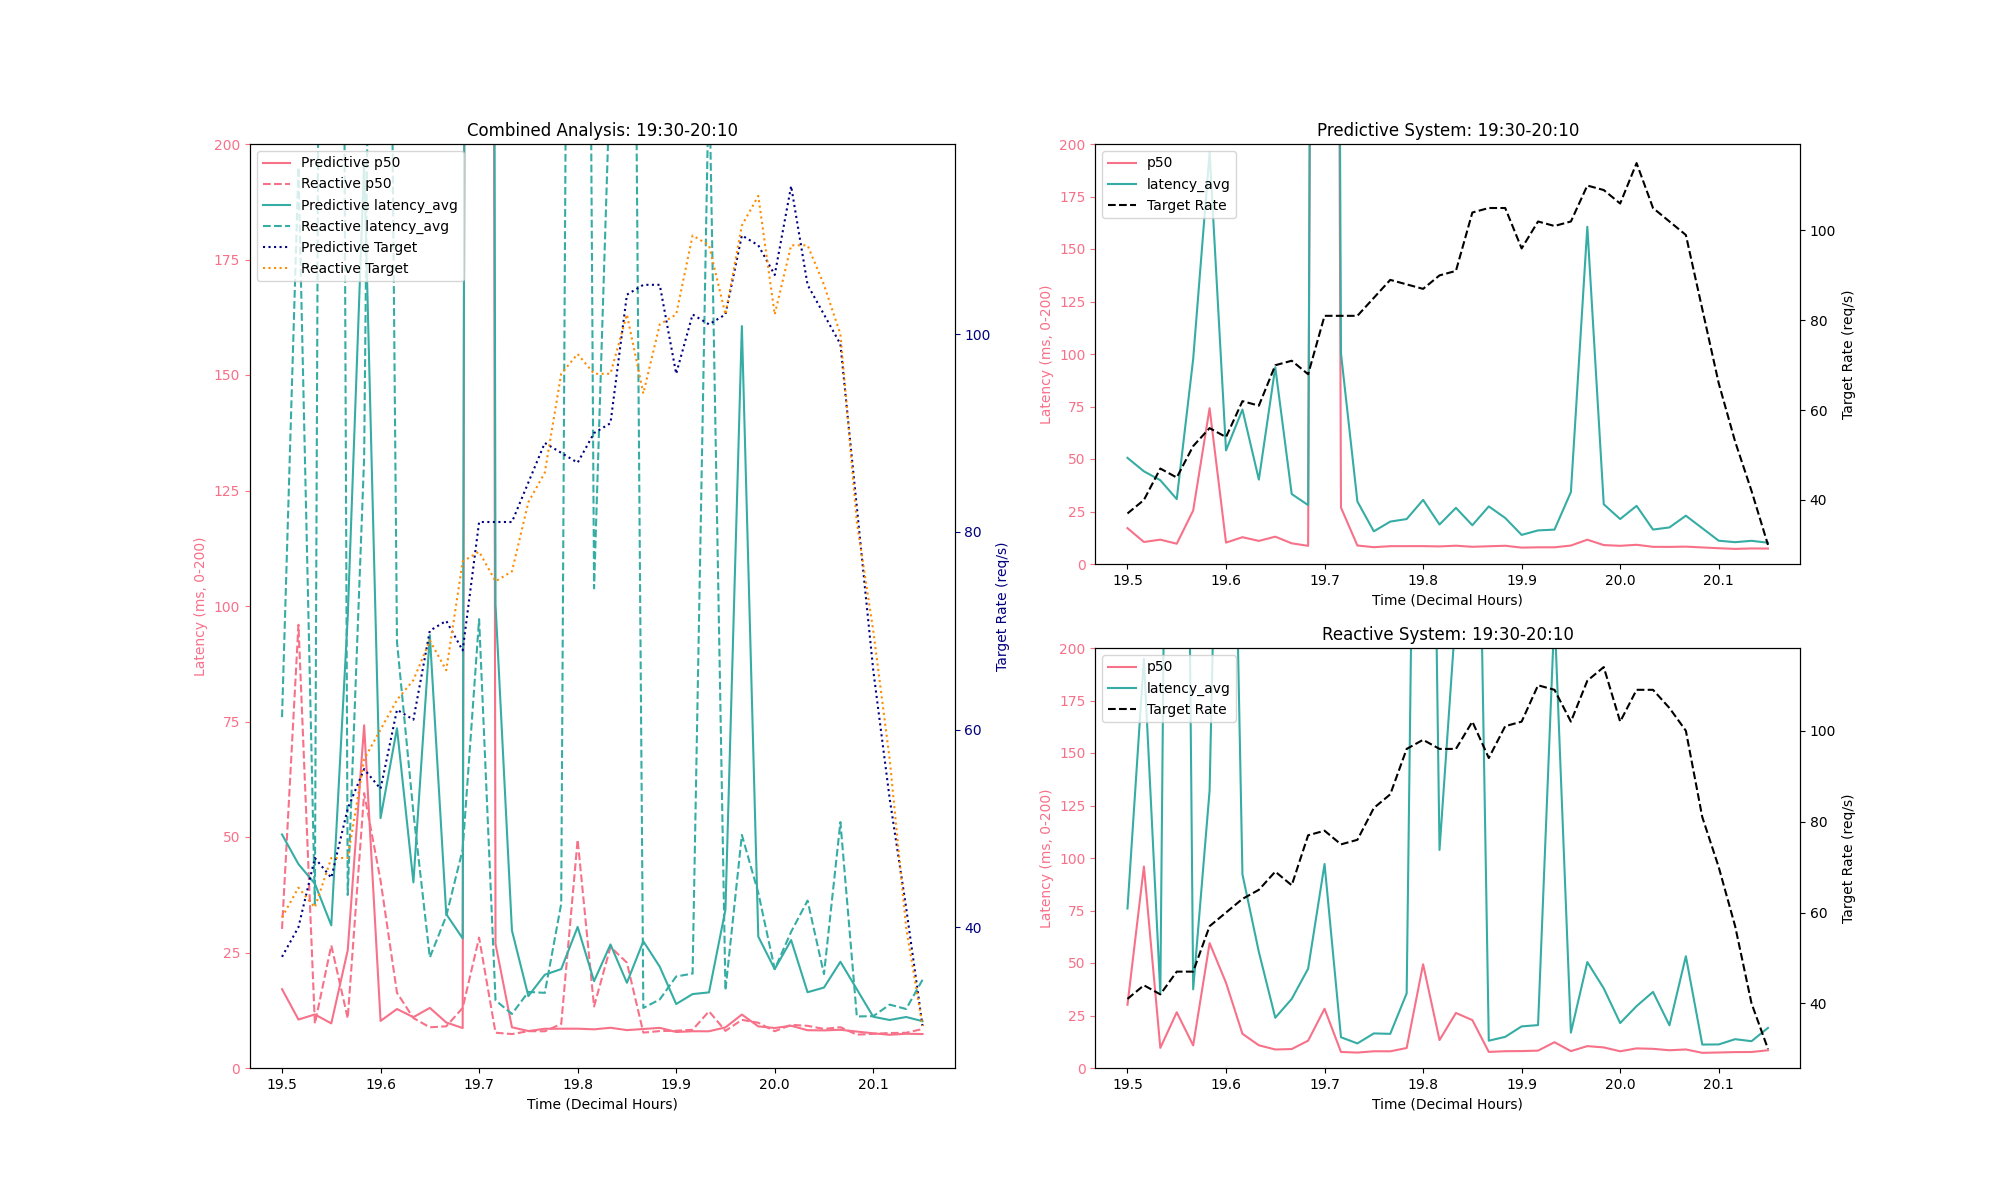 Combined Analysis: 19:30-20:10
Predictive p50
Reactive p50
Predictive latency_avg
Reactive latency_avg
Predictive Target
Reactive Target
Latency (ms, 0-200)
200
175
150
125
100
75
50
25
0
100
80
60
40
Target Rate (req/s)
19.5 19.6 19.7 19.8 19.9 20.0 20.1
Time (Decimal Hours)
Predictive System: 19:30-20:10
p50
latency_avg
Target Rate
Latency (ms, 0-200)
200
175
150
125
100
75
50
25
0
100
80
60
40
Target Rate (req/s)
19.5 19.6 19.7 19.8 19.9 20.0 20.1
Time (Decimal Hours)
Reactive System: 19:30-20:10
p50
latency_avg
Target Rate
Latency (ms, 0-200)
200
175
150
125
100
75
50
25
0
100
80
60
40
Target Rate (req/s)
19.5 19.6 19.7 19.8 19.9 20.0 20.1
Time (Decimal Hours)